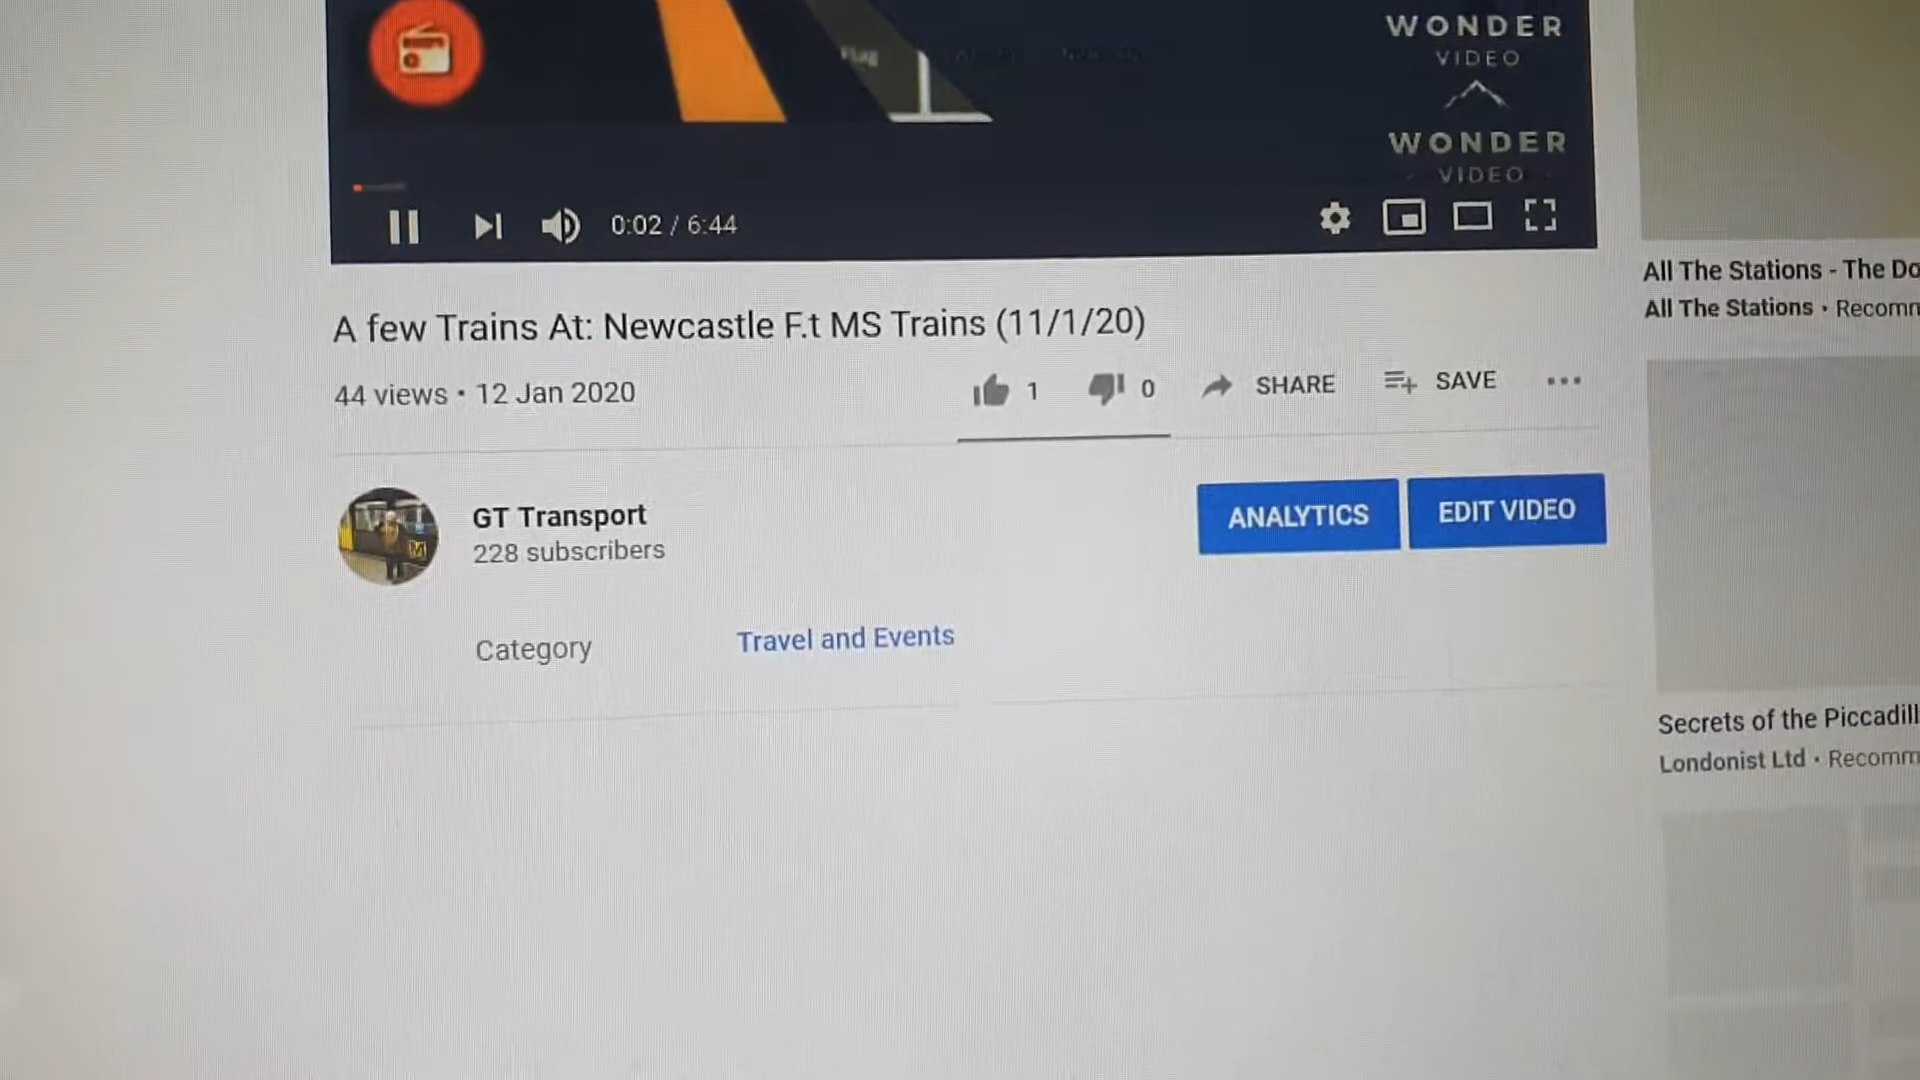 WONDER
VIDEO
WONDER
VIDEO
Flag
0:02 / 6:44
A few Trains At: Newcastle F.t MS Trains (11/1/20)
44 views • 12 Jan 2020
1
0
SHARE
SAVE
GT Transport
228 subscribers
ANALYTICS
EDIT VIDEO
Category
Travel and Events
All The Stations - The Do
All The Stations • Recomm
Secrets of the Piccadill
Londonist Ltd • Recomm